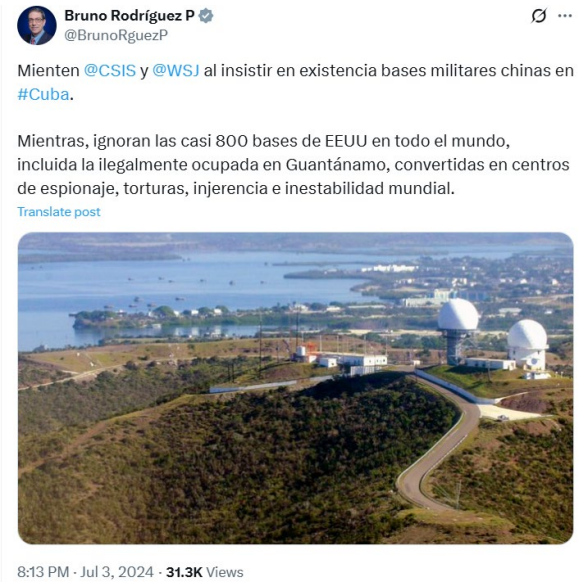 Bruno Rodríguez P
@BrunoRguezP
Mienten @CSIS y @WSJ al insistir en existencia bases militares chinas en
#Cuba.
Mientras, ignoran las casi 800 bases de EEUU en todo el mundo,
incluida la ilegalmente ocupada en Guantánamo, convertidas en centros
de espionaje, torturas, injerencia e inestabilidad mundial.
Translate post
8:13 PM · Jul 3, 2024 · 31.3K Views